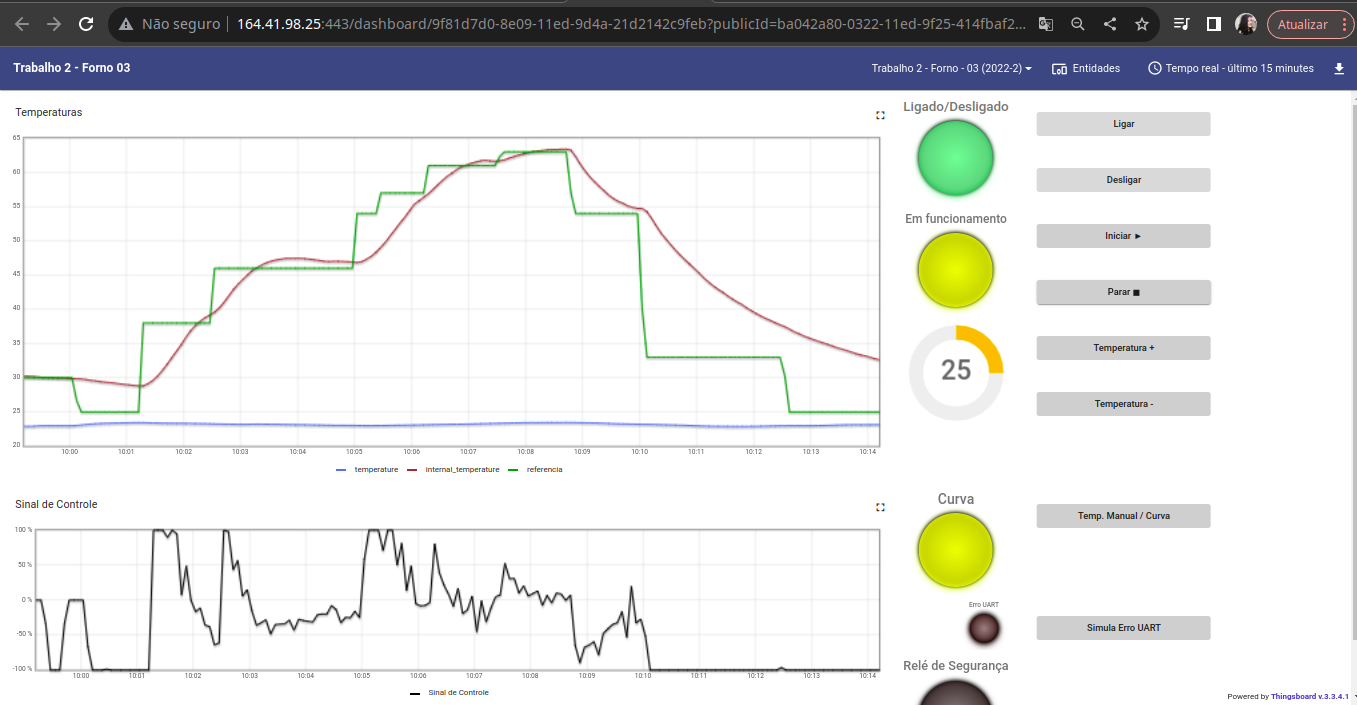 Não seguro
164.41.98.25:443/dashboard/9f81d7d0-8e09-11ed-9d4a-21d2142c9feb?publicId=ba042a80-0322-11ed-9f25-414fbaf2...
Atualizar
Trabalho 2 - Forno 03
Trabalho 2 - Forno - 03 (2022-2)
Entidades
Tempo real - último 15 minutos
Temperaturas
65
60
55
50
45
40
35
30
25
20
10:00 10:01 10:02 10:03 10:04 10:05 10:06 10:07 10:08 10:09 10:10 10:11 10:12 10:13 10:14
temperature internal_temperature referencia
Ligado/Desligado
Ligar
Desligar
Em funcionamento
Iniciar ►
Parar ■
25
Temperatura +
Temperatura -
Sinal de Controle
100 %
50 %
0 %
-50 %
-100 %
10:00 10:01 10:02 10:03 10:04 10:05 10:06 10:07 10:08 10:09 10:10 10:11 10:12 10:13 10:14
Sinal de Controle
Curva
Temp. Manual / Curva
Erro UART
Simula Erro UART
Relé de Segurança
Powered by Thingsboard v.3.3.4.1